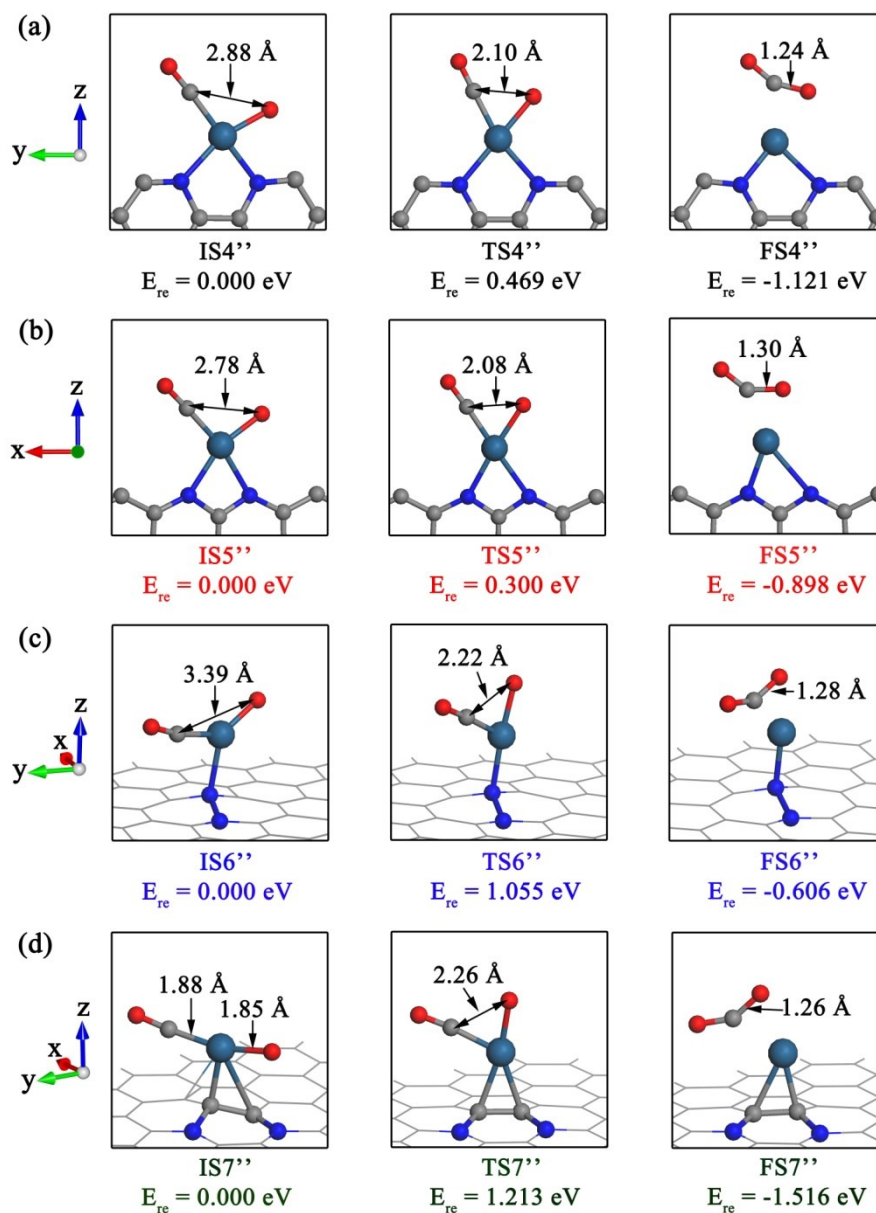 (a)
z
y
2.88 Å
2.10 Å
1.24 Å
IS4’’
TS4’’
FS4’’
E_re = 0.000 eV
E_re = 0.469 eV
E_re = -1.121 eV
(b)
z
x
2.78 Å
2.08 Å
1.30 Å
IS5’’
TS5’’
FS5’’
E_re = 0.000 eV
E_re = 0.300 eV
E_re = -0.898 eV
(c)
z
x
y
3.39 Å
2.22 Å
1.28 Å
IS6’’
TS6’’
FS6’’
E_re = 0.000 eV
E_re = 1.055 eV
E_re = -0.606 eV
(d)
z
x
y
1.88 Å
1.85 Å
2.26 Å
1.26 Å
IS7’’
TS7’’
FS7’’
E_re = 0.000 eV
E_re = 1.213 eV
E_re = -1.516 eV